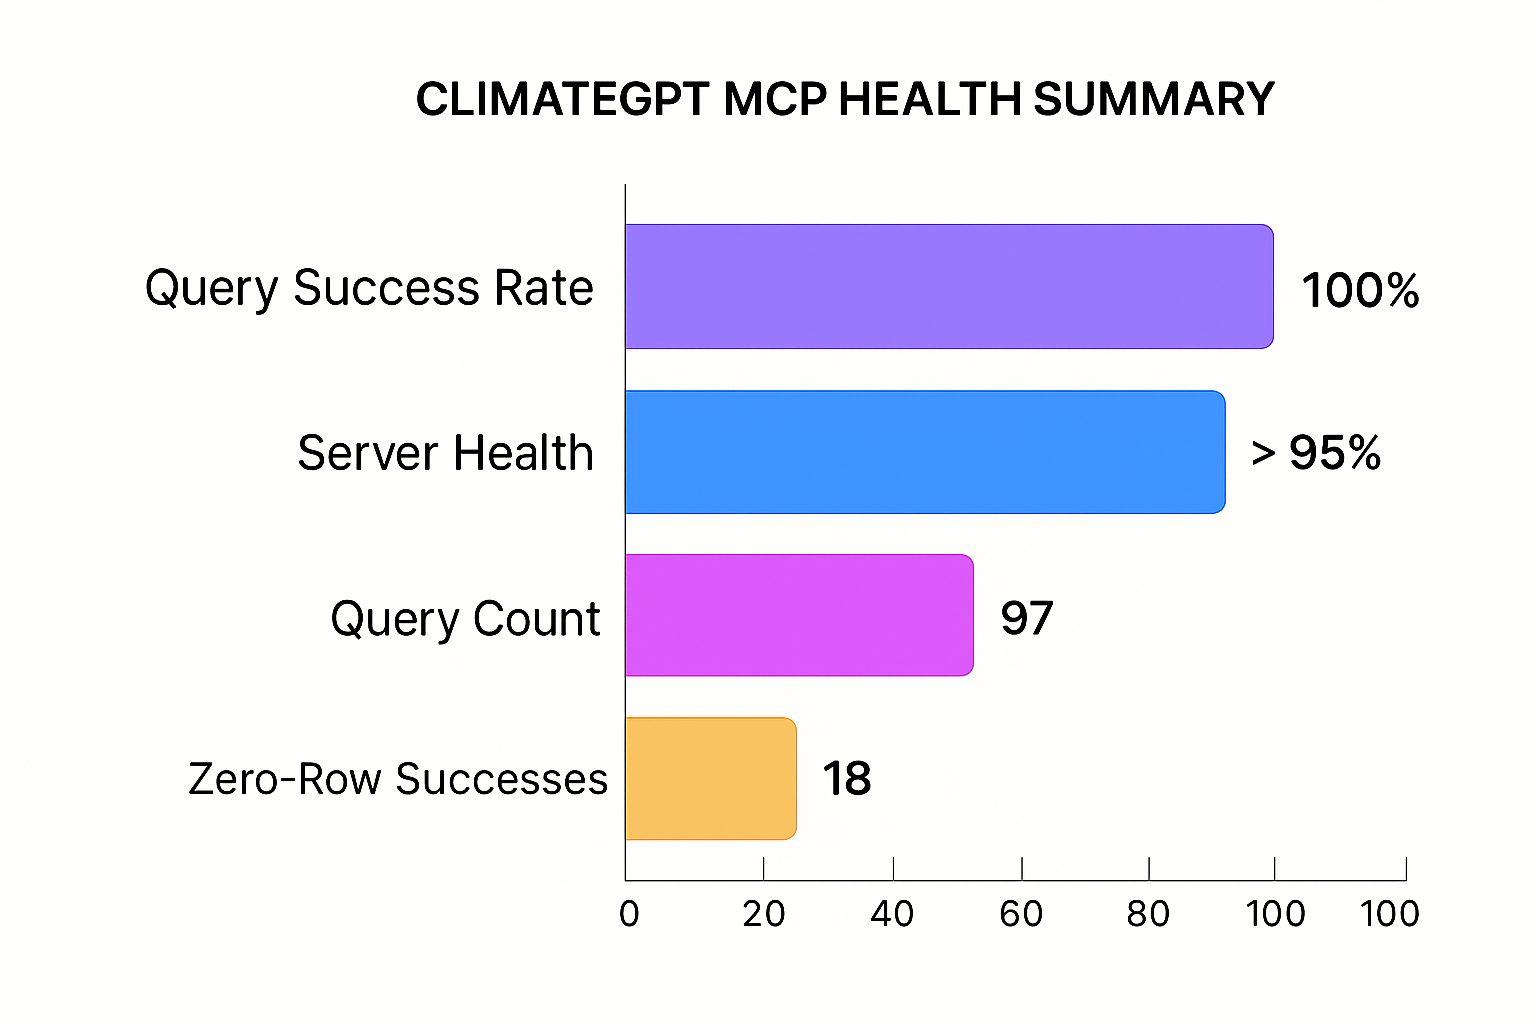 CLIMATEGPT MCP HEALTH SUMMARY
Query Success Rate 100%
Server Health > 95%
Query Count 97
Zero-Row Successes 18
0 20 40 60 80 100 100